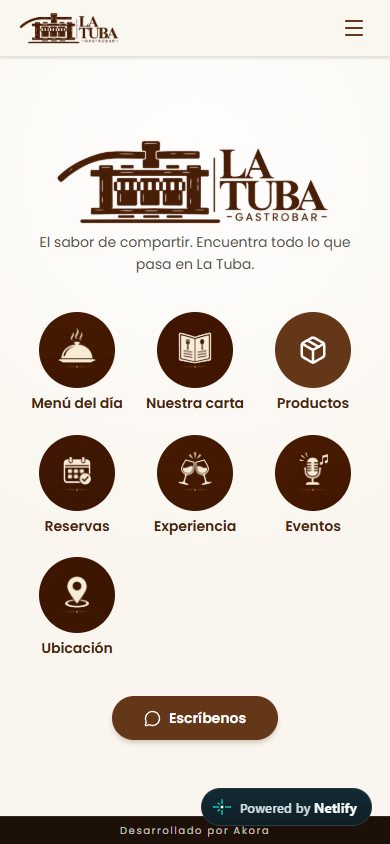 LA
TUBA
-GASTROBAR-
LA
TUBA
-GASTROBAR-
El sabor de compartir. Encuentra todo lo que
pasa en La Tuba.
Menú del día
Nuestra carta
Productos
Reservas
Experiencia
Eventos
Ubicación
Escríbenos
Powered by Netlify
Desarrollado por Akora